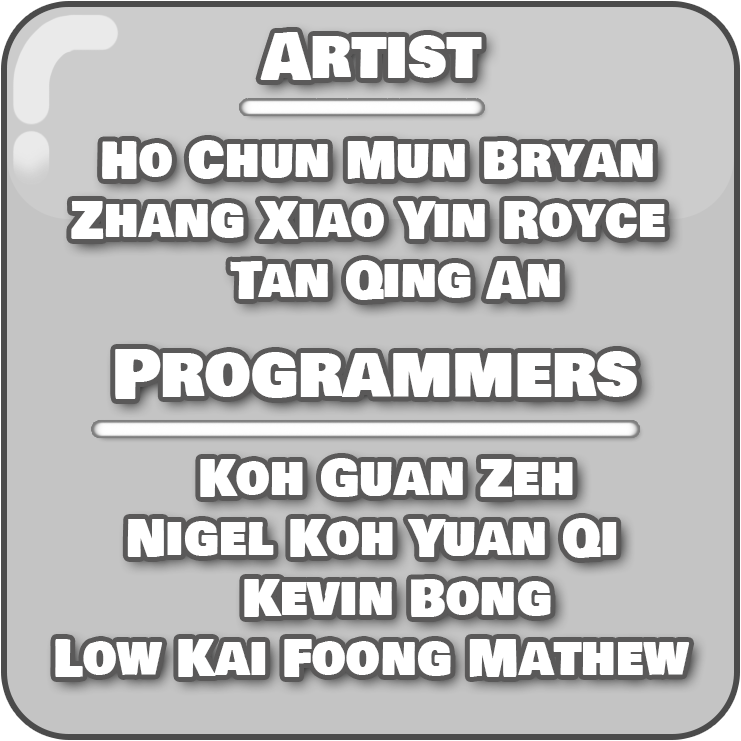 Artist
Ho Chun Mun Bryan
Zhang Xiao Yin Royce
Tan Qing An
Programmers
Koh Guan Zeh
Nigel Koh Yuan Qi
Kevin Bong
Low Kai Foong Mathew